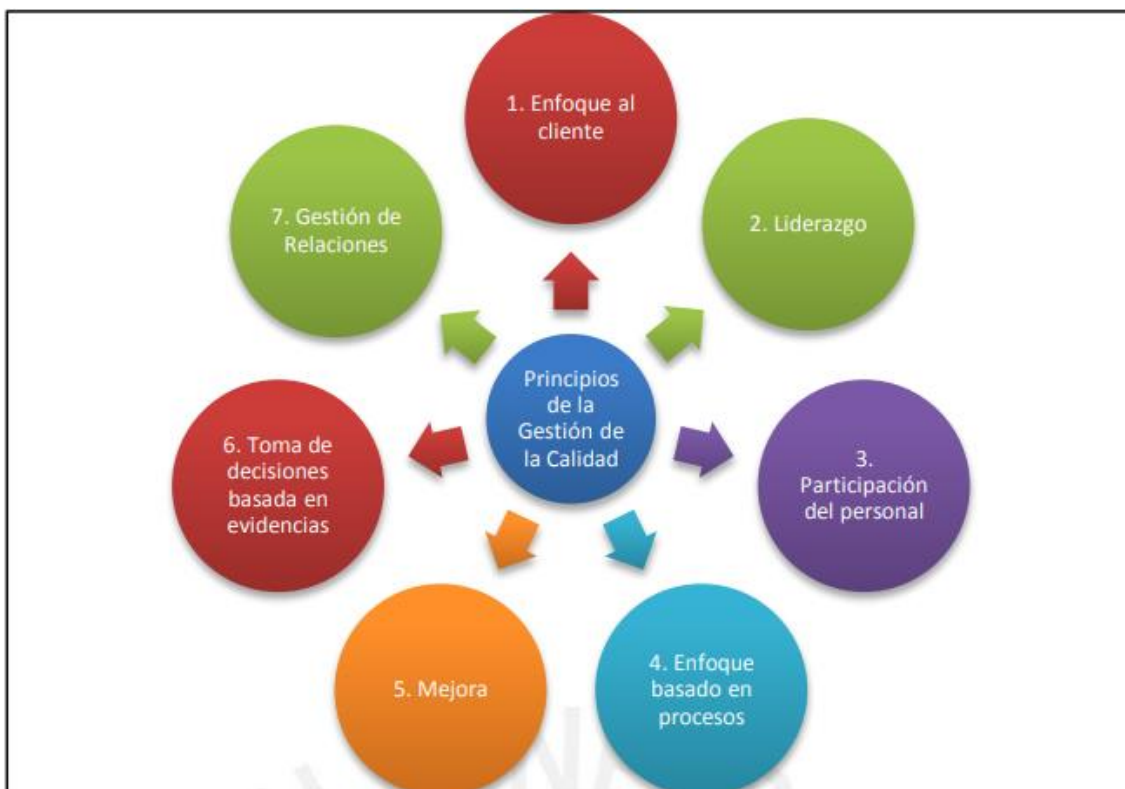 1. Enfoque al
cliente
2. Liderazgo
3.
Participación
del personal
4. Enfoque
basado en
procesos
5. Mejora
6. Toma de
decisiones
basada en
evidencias
7. Gestión de
Relaciones
Principios
de la
Gestión de
la Calidad